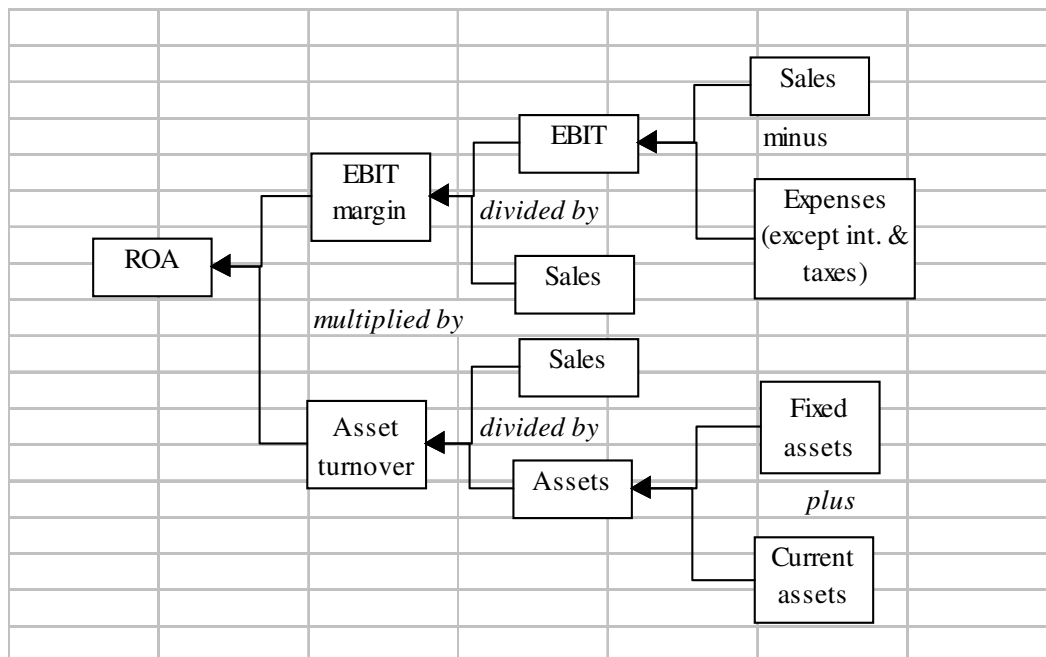 Sales
EBIT
minus
EBIT
margin
divided by
Expenses
(except int. &
taxes)
ROA
Sales
multiplied by
Sales
Asset
turnover
divided by
Fixed
assets
Assets
plus
Current
assets